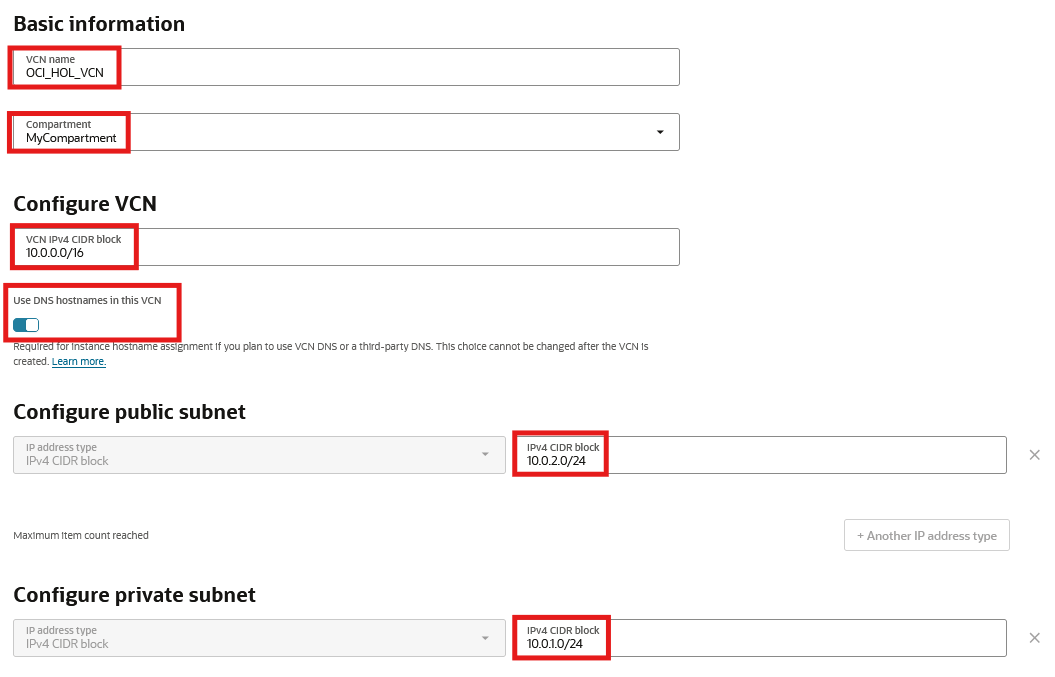 Basic information
VCN name
OCI_HOL_VCN
Compartment
MyCompartment
Configure VCN
VCN IPv4 CIDR block
10.0.0.0/16
Use DNS hostnames in this VCN
Required for instance hostname assignment if you plan to use VCN DNS or a third-party DNS. This choice cannot be changed after the VCN is
created. Learn more.
Configure public subnet
IP address type
IPv4 CIDR block
IPv4 CIDR block
10.0.2.0/24
Maximum item count reached
+ Another IP address type
Configure private subnet
IP address type
IPv4 CIDR block
IPv4 CIDR block
10.0.1.0/24